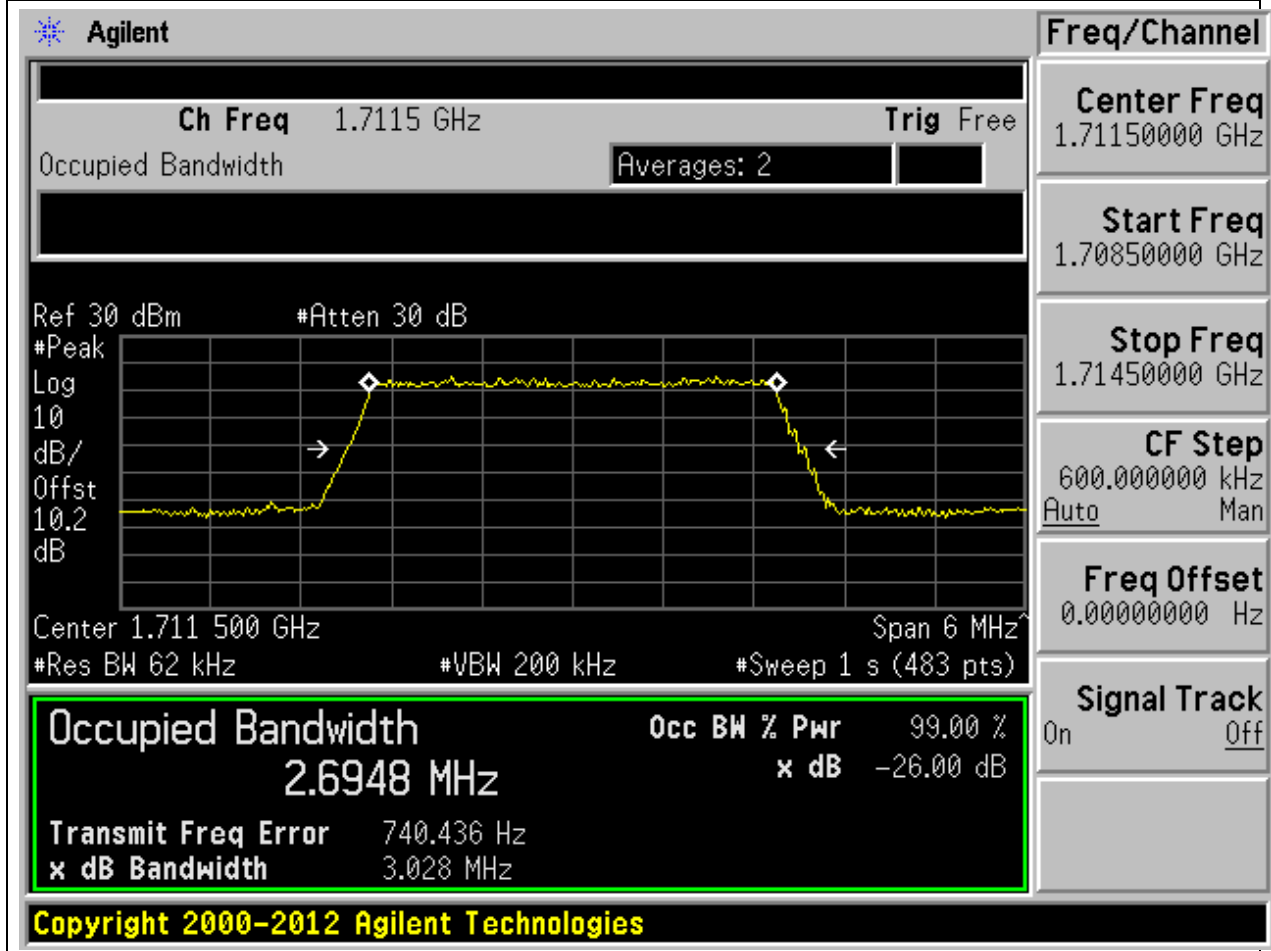 Agilent
Freq/Channel
Ch Freq 1.7115 GHz Trig Free
Occupied Bandwidth Averages: 2
Center Freq
1.71150000 GHz
Start Freq
1.70850000 GHz
Stop Freq
1.71450000 GHz
CF Step
600.000000 kHz
Auto Man
Freq Offset
0.00000000 Hz
Signal Track
On Off
Ref 30 dBm #Atten 30 dB
#Peak
Log
10
dB/
Offst
10.2
dB
Center 1.711 500 GHz Span 6 MHz^
#Res BW 62 kHz #VBW 200 kHz #Sweep 1 s (483 pts)
Occupied Bandwidth Occ BW % Pwr 99.00 %
2.6948 MHz x dB -26.00 dB
Transmit Freq Error 740.436 Hz
x dB Bandwidth 3.028 MHz
Copyright 2000-2012 Agilent Technologies